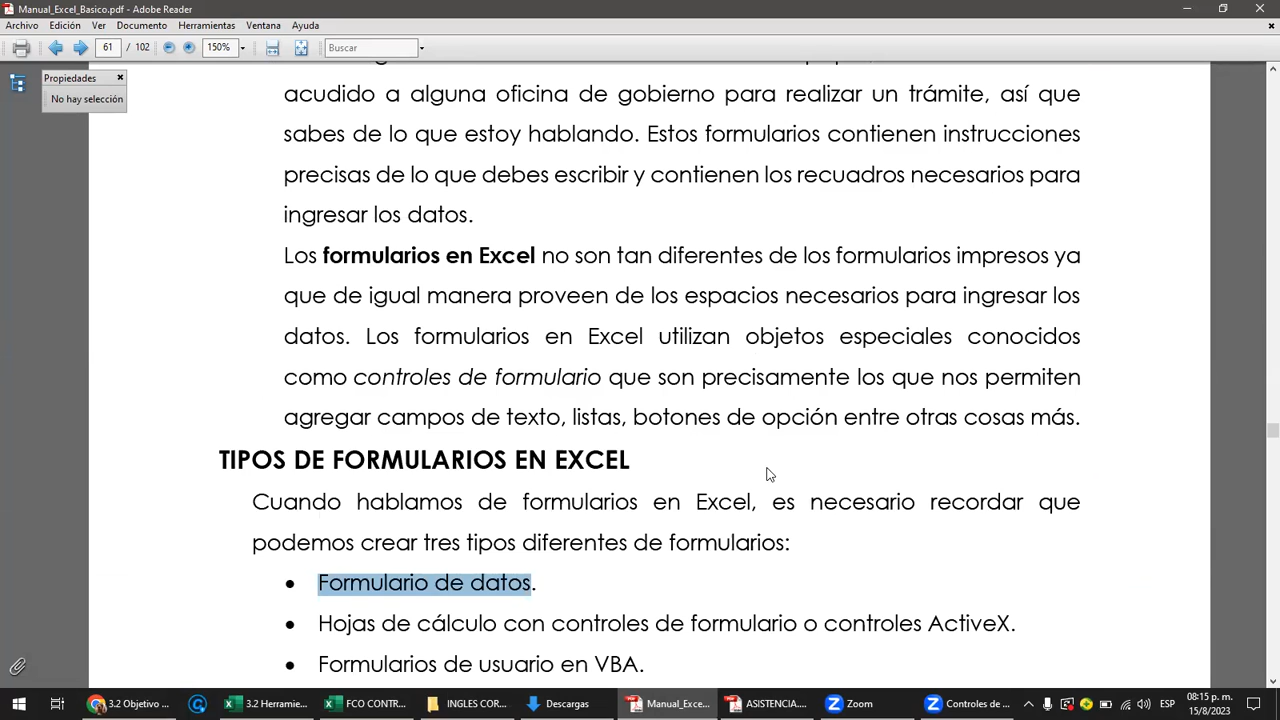 Manual_Excel_Basico.pdf - Adobe Reader
Archivo Edición Ver Documento Herramientas Ventana Ayuda
61 / 102 150% Buscar
Propiedades
No hay selección
acudido a alguna oficina de gobierno para realizar un trámite, así que
sabes de lo que estoy hablando. Estos formularios contienen instrucciones
precisas de lo que debes escribir y contienen los recuadros necesarios para
ingresar los datos.
Los formularios en Excel no son tan diferentes de los formularios impresos ya
que de igual manera proveen de los espacios necesarios para ingresar los
datos. Los formularios en Excel utilizan objetos especiales conocidos
como controles de formulario que son precisamente los que nos permiten
agregar campos de texto, listas, botones de opción entre otras cosas más.
TIPOS DE FORMULARIOS EN EXCEL
Cuando hablamos de formularios en Excel, es necesario recordar que
podemos crear tres tipos diferentes de formularios:
• Formulario de datos.
• Hojas de cálculo con controles de formulario o controles ActiveX.
• Formularios de usuario en VBA.
3.2 Objetivo ... 3.2 Herramie... FCO CONTR... INGLES COR... Descargas Manual_Exce... ASISTENCIA.... Zoom Controles de ... ESP 08:15 p. m.
15/8/2023